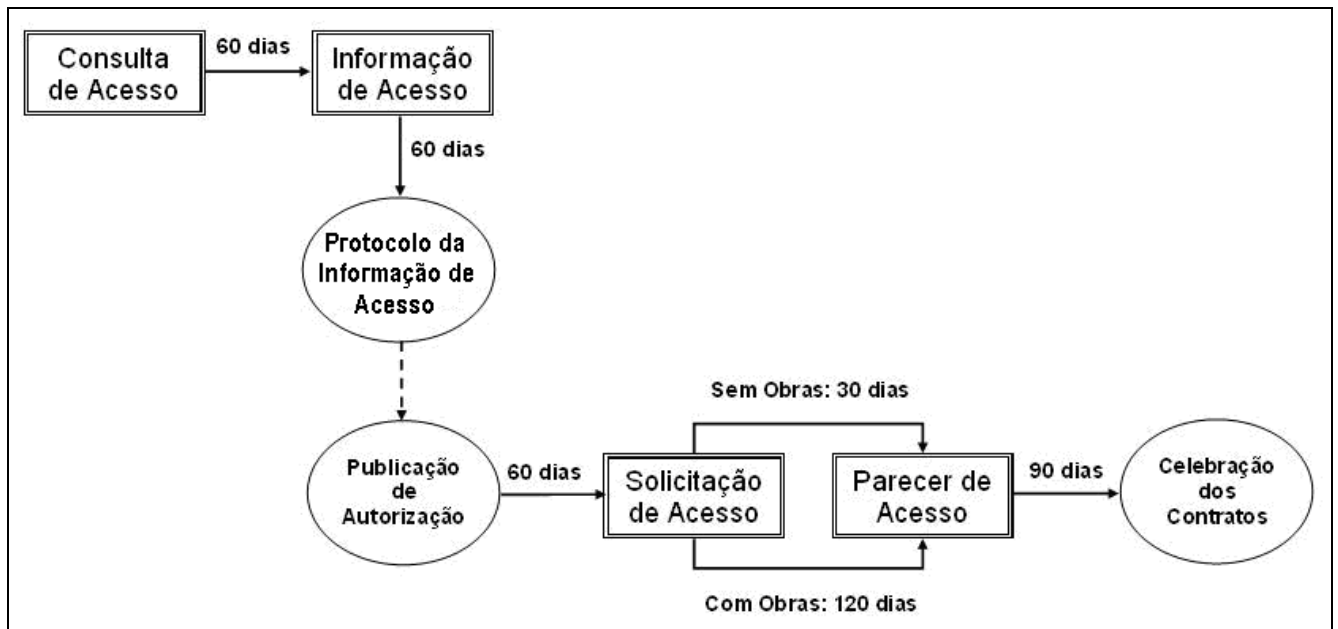 Consulta
de Acesso
60 dias
Informação
de Acesso
60 dias
Protocolo da
Informação de
Acesso
Publicação
de
Autorização
60 dias
Solicitação
de Acesso
Sem Obras: 30 dias
Com Obras: 120 dias
Parecer de
Acesso
90 dias
Celebração
dos
Contratos